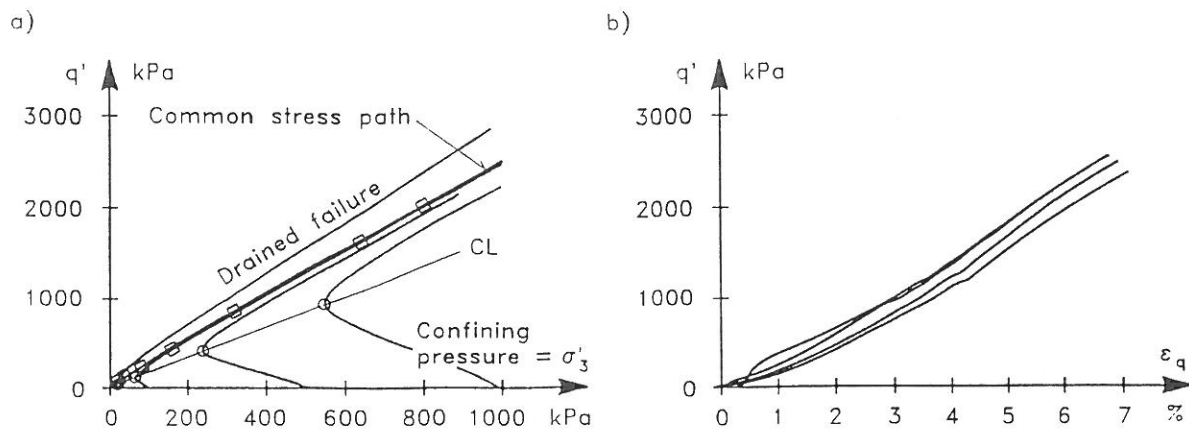 a)
q' kPa
3000
Common stress path
2000
Drained failure
CL
1000
Confining
pressure = σ'₃
0
0 200 400 600 800 1000 kPa
b)
q' kPa
3000
2000
1000
εq
0
0 1 2 3 4 5 6 7 %